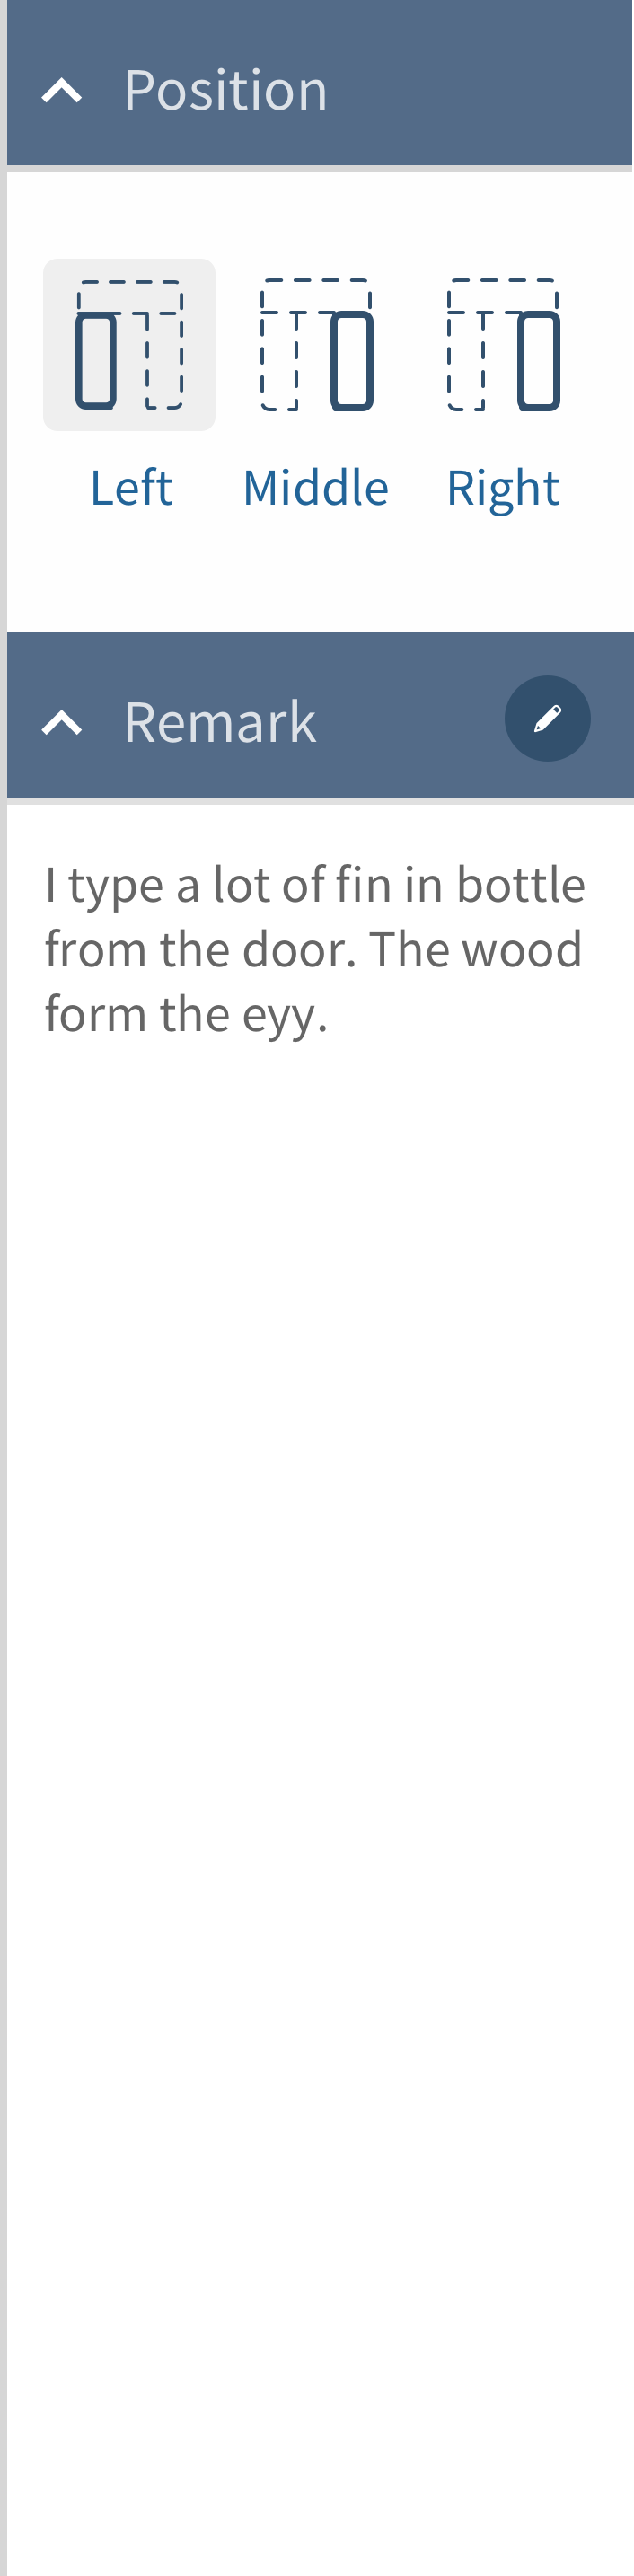 Position
Left Middle Right
Remark
I type a lot of fin in bottle
from the door. The wood
form the eyy.